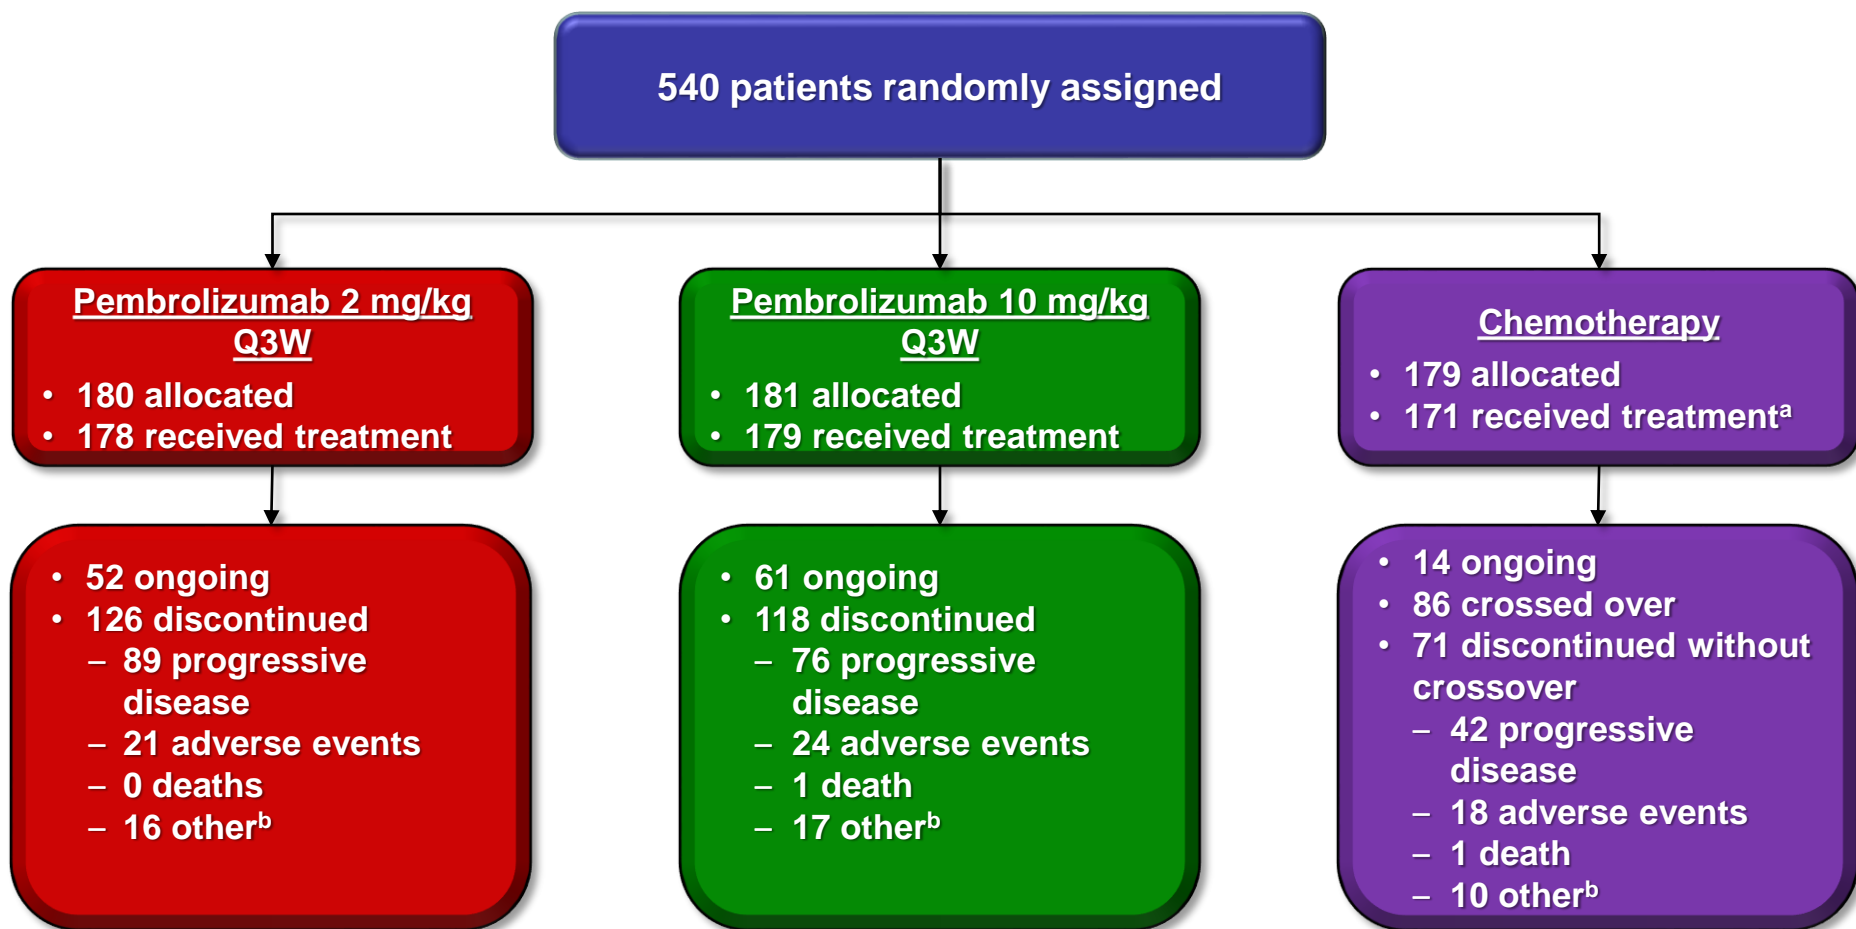 540 patients randomly assigned
Pembrolizumab 2 mg/kg
Q3W
• 180 allocated
• 178 received treatment
Pembrolizumab 10 mg/kg
Q3W
• 181 allocated
• 179 received treatment
Chemotherapy
• 179 allocated
• 171 received treatmentᵃ
• 52 ongoing
• 126 discontinued
– 89 progressive
disease
– 21 adverse events
– 0 deaths
– 16 otherᵇ
• 61 ongoing
• 118 discontinued
– 76 progressive
disease
– 24 adverse events
– 1 death
– 17 otherᵇ
• 14 ongoing
• 86 crossed over
• 71 discontinued without
crossover
– 42 progressive
disease
– 18 adverse events
– 1 death
– 10 otherᵇ